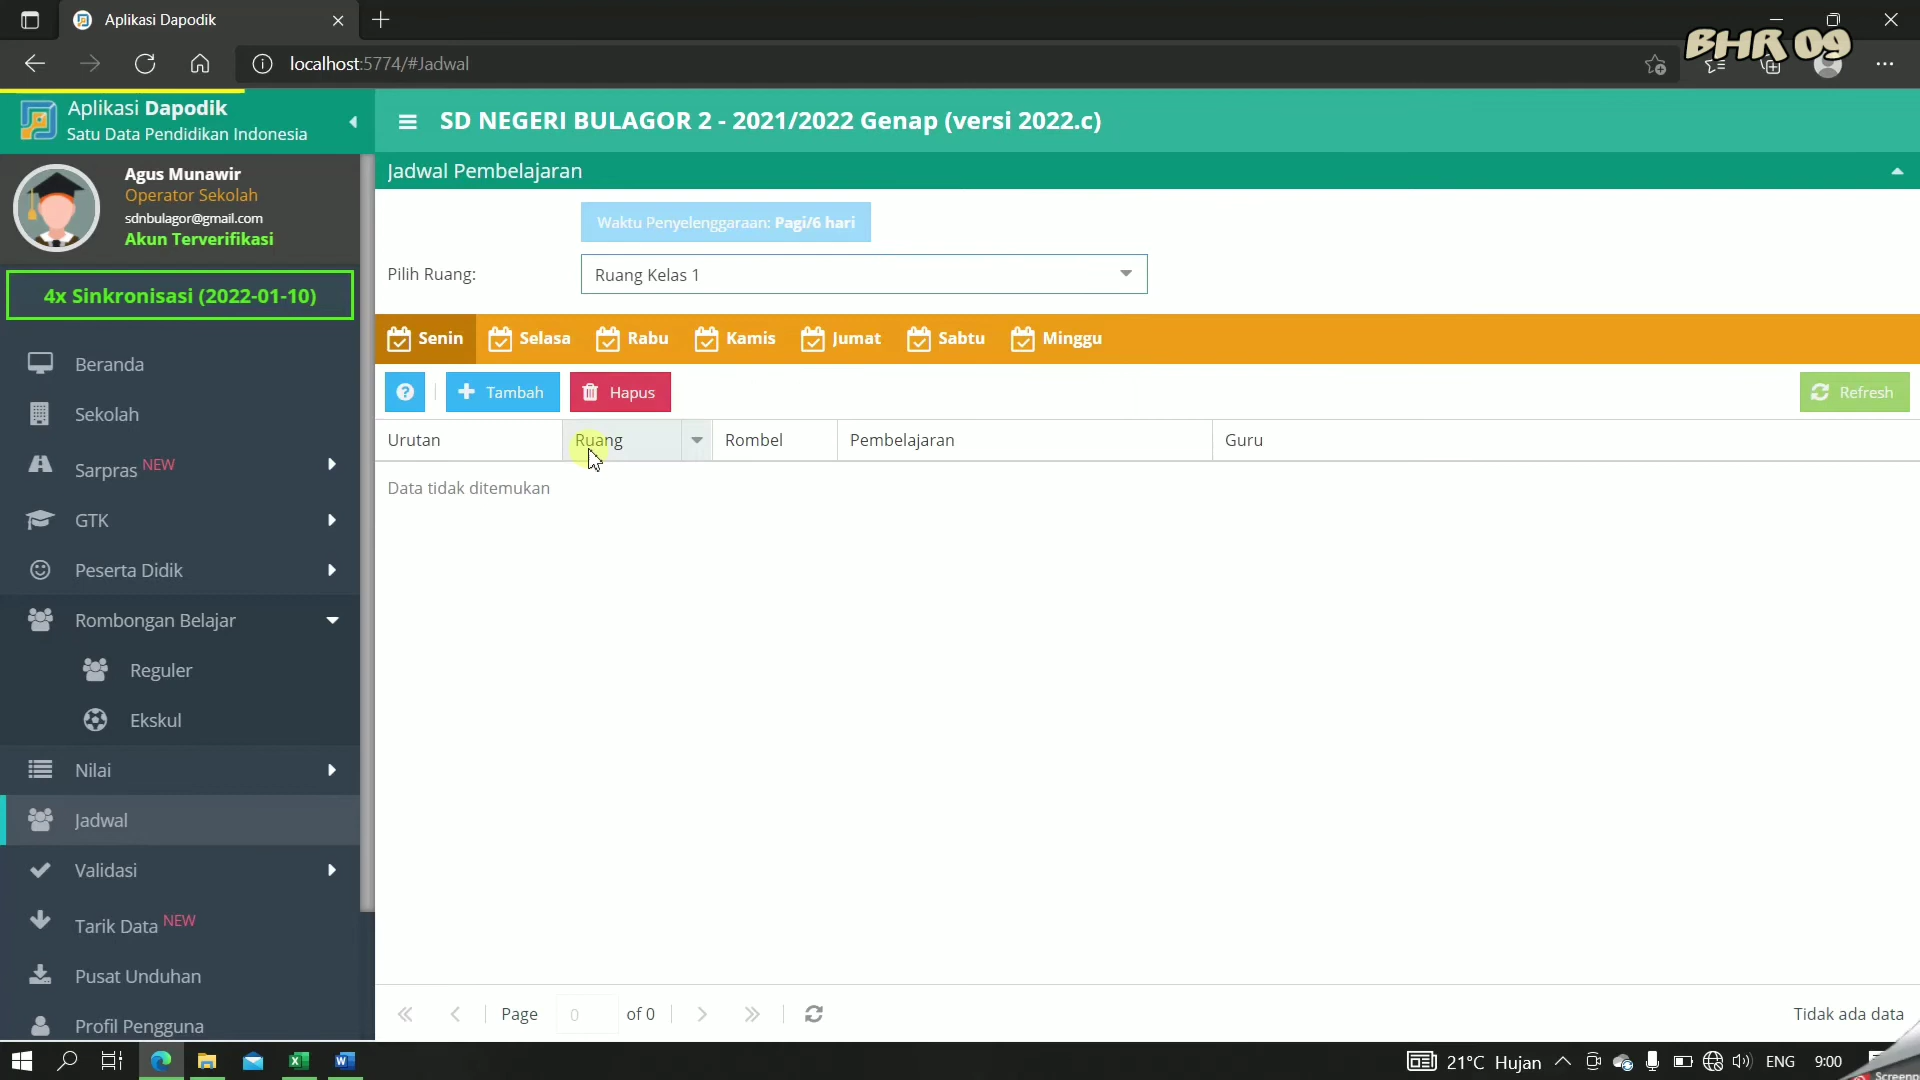 Aplikasi Dapodik
BHR 09
localhost:5774/#Jadwal
Aplikasi Dapodik
Satu Data Pendidikan Indonesia
SD NEGERI BULAGOR 2 - 2021/2022 Genap (versi 2022.c)
Jadwal Pembelajaran
Agus Munawir
Operator Sekolah
sdnbulagor@gmail.com
Akun Terverifikasi
4x Sinkronisasi (2022-01-10)
Beranda
Sekolah
Sarpras NEW
GTK
Peserta Didik
Rombongan Belajar
Reguler
Ekskul
Nilai
Jadwal
Validasi
Tarik Data NEW
Pusat Unduhan
Profil Pengguna
Waktu Penyelenggaraan: Pagi/6 hari
Pilih Ruang:
Ruang Kelas 1
Senin Selasa Rabu Kamis Jumat Sabtu Minggu
Tambah Hapus Refresh
Urutan Ruang Rombel Pembelajaran Guru
Data tidak ditemukan
Page 0 of 0
Tidak ada data
21°C Hujan ENG 9:00